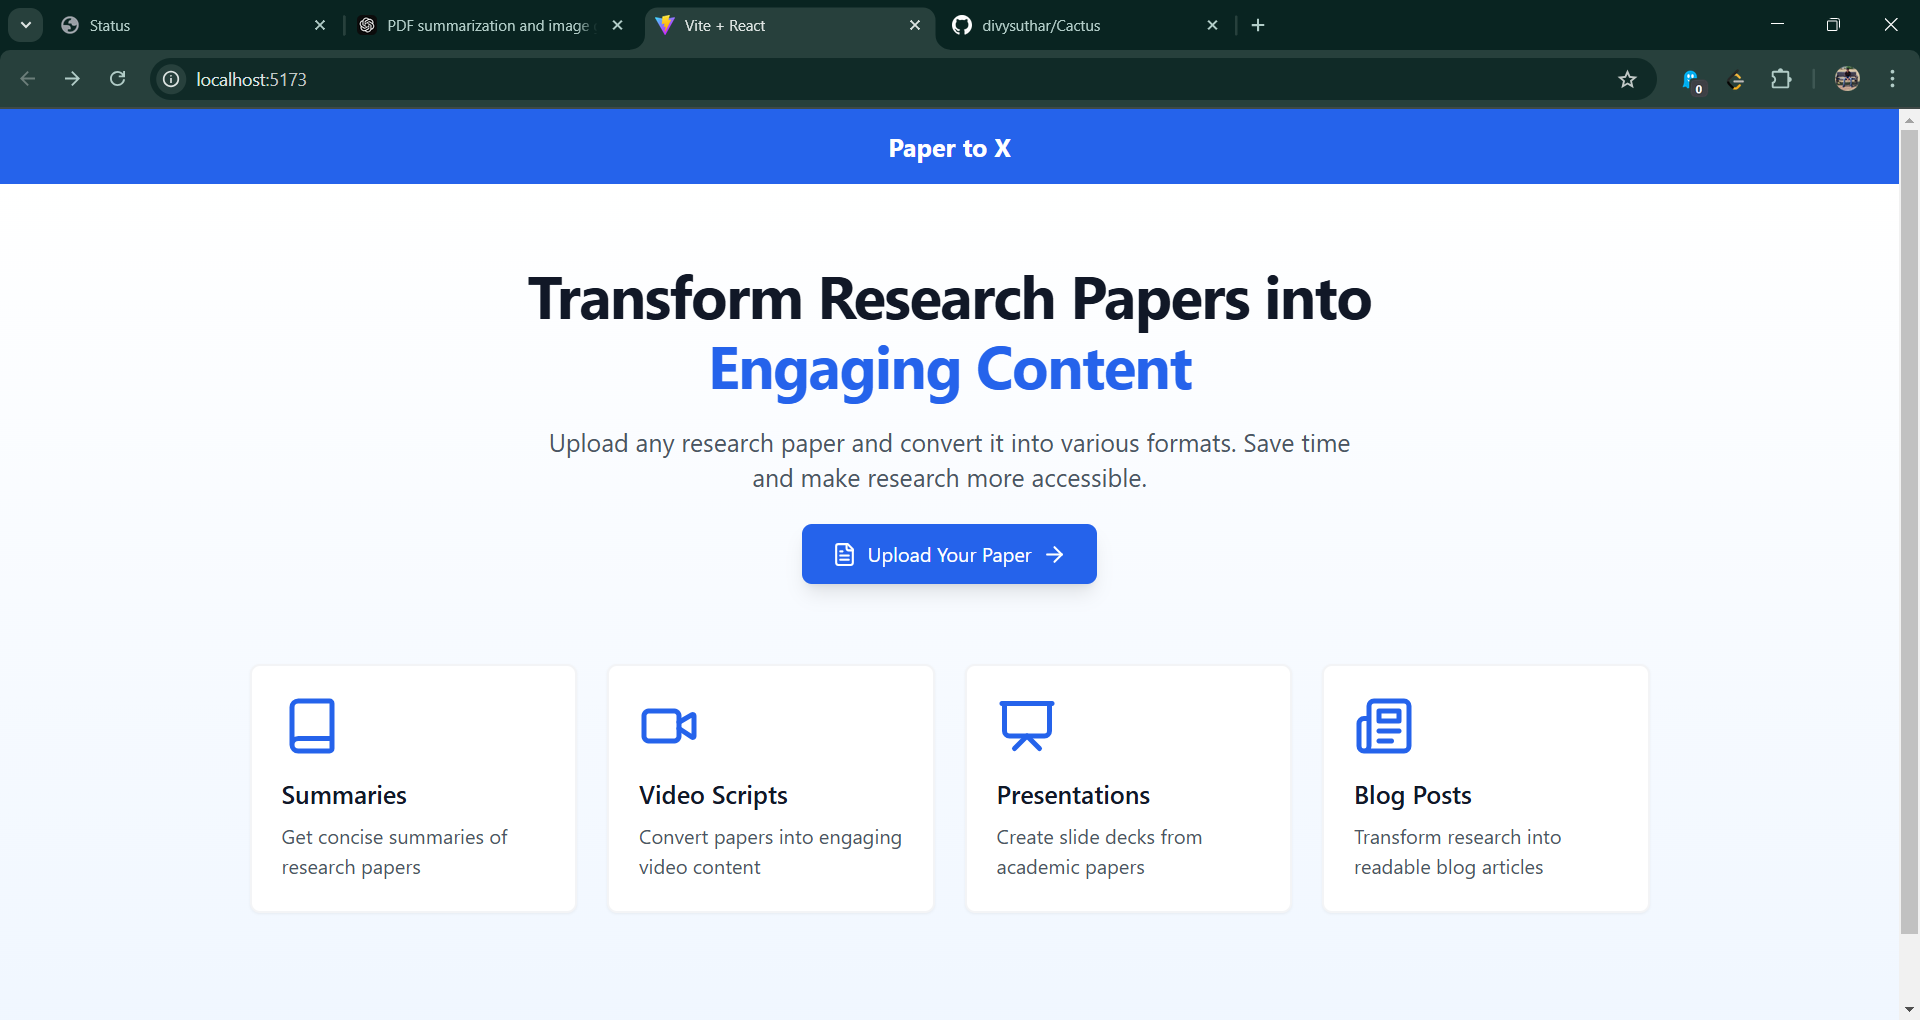 Status
PDF summarization and image
Vite + React
divysuthar/Cactus
localhost:5173
0
Paper to X
Transform Research Papers into
Engaging Content
Upload any research paper and convert it into various formats. Save time
and make research more accessible.
Upload Your Paper
Summaries
Get concise summaries of
research papers
Video Scripts
Convert papers into engaging
video content
Presentations
Create slide decks from
academic papers
Blog Posts
Transform research into
readable blog articles